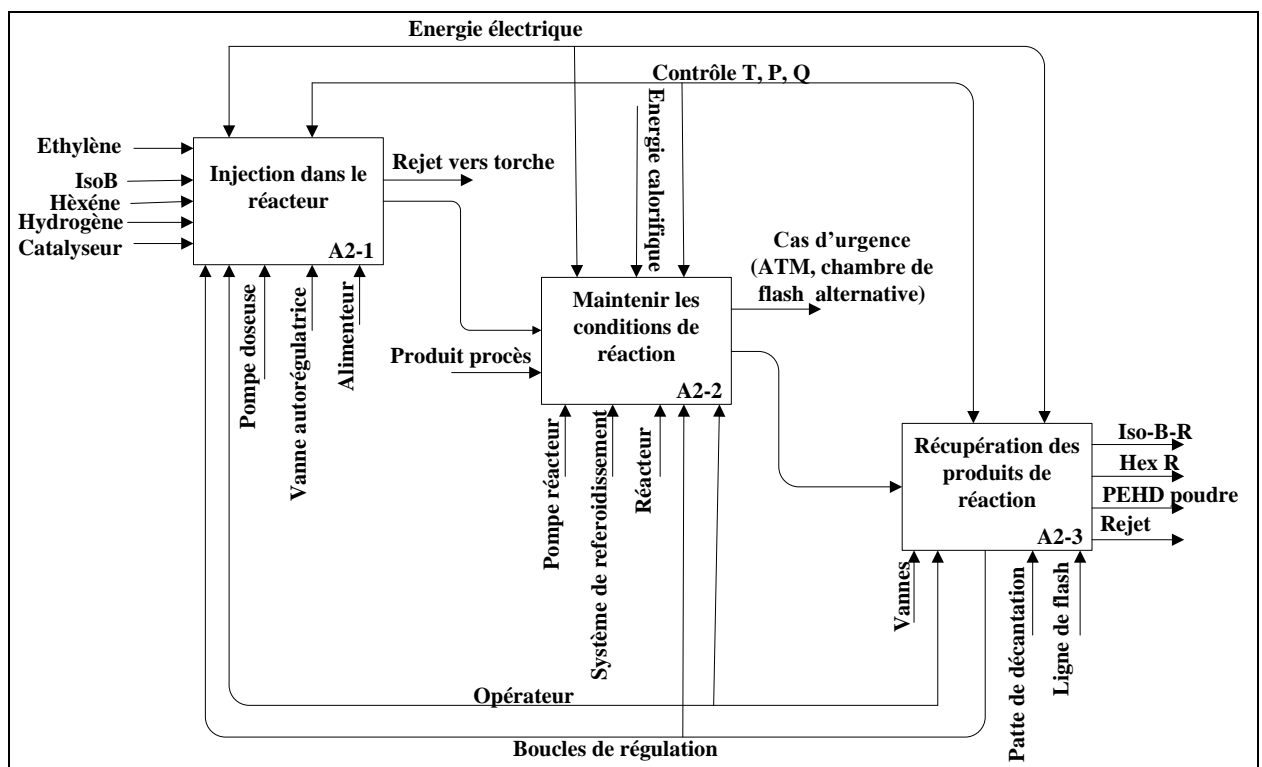 Energie électrique
Contrôle T, P, Q
Energie calorifique
Ethylène
IsoB
Hèxéne
Hydrogène
Catalyseur
Injection dans le
réacteur
A2-1
Rejet vers torche
Pompe doseuse
Vanne autorégulatrice
Alimenteur
Cas d’urgence
(ATM, chambre de
flash alternative)
Maintenir les
conditions de
réaction
A2-2
Produit procès
Pompe réacteur
Système de referoidissement
Réacteur
Récupération des
produits de
réaction
A2-3
Iso-B-R
Hex R
PEHD poudre
Rejet
Vannes
Patte de décantation
Ligne de flash
Opérateur
Boucles de régulation